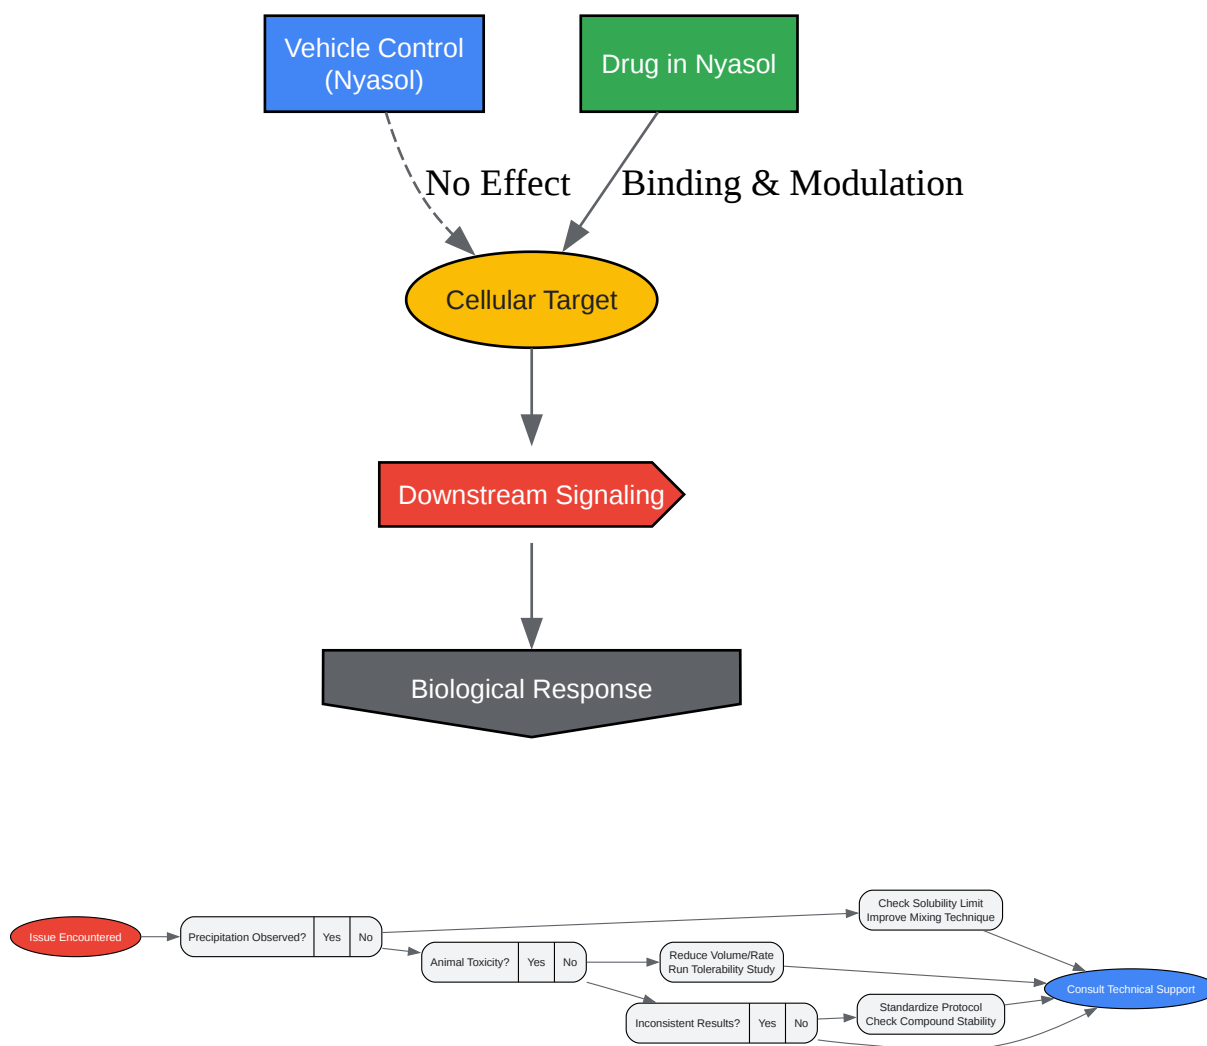 Vehicle Control
(Nyasol)
Drug in Nyasol
No Effect
Binding & Modulation
Cellular Target
Downstream Signaling
Biological Response
Check Solubility Limit
Improve Mixing Technique
Issue Encountered
Precipitation Observed?
Yes
No
Animal Toxicity?
Yes
No
Reduce Volume/Rate
Run Tolerability Study
Consult Technical Support
Inconsistent Results?
Yes
No
Standardize Protocol
Check Compound Stability